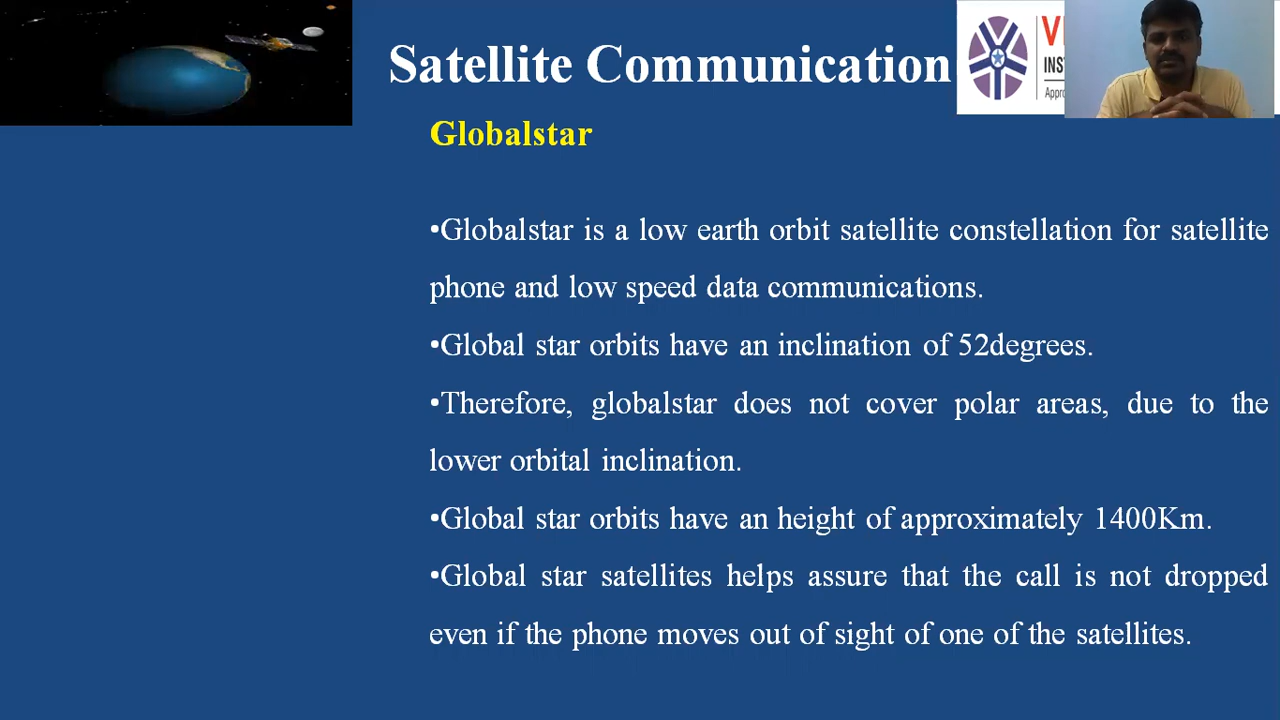 Satellite Communication
Globalstar
•Globalstar is a low earth orbit satellite constellation for satellite
phone and low speed data communications.
•Global star orbits have an inclination of 52degrees.
•Therefore, globalstar does not cover polar areas, due to the
lower orbital inclination.
•Global star orbits have an height of approximately 1400Km.
•Global star satellites helps assure that the call is not dropped
even if the phone moves out of sight of one of the satellites.